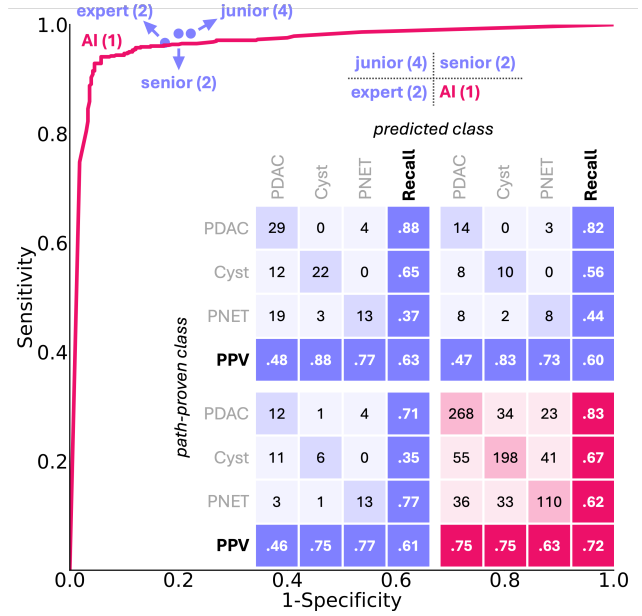 expert (2)
junior (4)
AI (1)
senior (2)
junior (4) senior (2)
expert (2) AI (1)
predicted class
PDAC Cyst PNET Recall PDAC Cyst PNET Recall
PDAC 29 0 4 .88 14 0 3 .82
Cyst 12 22 0 .65 8 10 0 .56
PNET 19 3 13 .37 8 2 8 .44
PPV .48 .88 .77 .63 .47 .83 .73 .60
PDAC 12 1 4 .71 268 34 23 .83
Cyst 11 6 0 .35 55 198 41 .67
PNET 3 1 13 .77 36 33 110 .62
PPV .46 .75 .77 .61 .75 .75 .63 .72
path-proven class
Sensitivity
1.0
0.8
0.6
0.4
0.2
0.0 0.2 0.4 0.6 0.8 1.0
1-Specificity